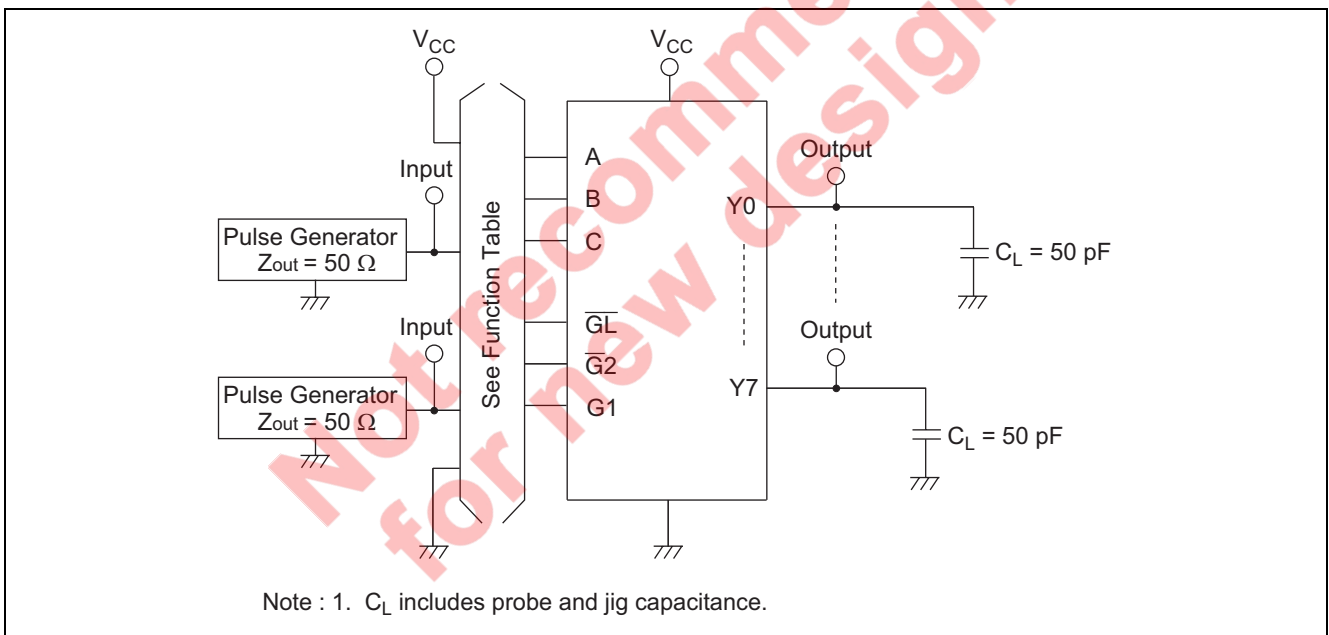 VCC
VCC
Input
Pulse Generator
Zout = 50 Ω
Input
Pulse Generator
Zout = 50 Ω
See Function Table
A
B
C
GL
G2
G1
Y0
Y7
Output
CL = 50 pF
Output
CL = 50 pF
Note : 1. CL includes probe and jig capacitance.
for new design